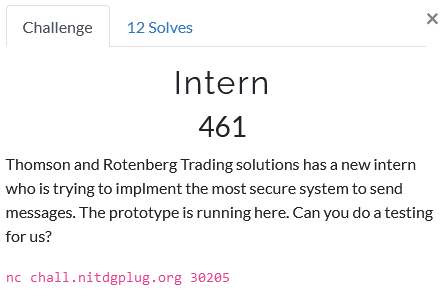 Challenge
12 Solves
×
Intern
461
Thomson and Rotenberg Trading solutions has a new intern
who is trying to implment the most secure system to send
messages. The prototype is running here. Can you do a testing
for us?
nc chall.nitdgplug.org 30205